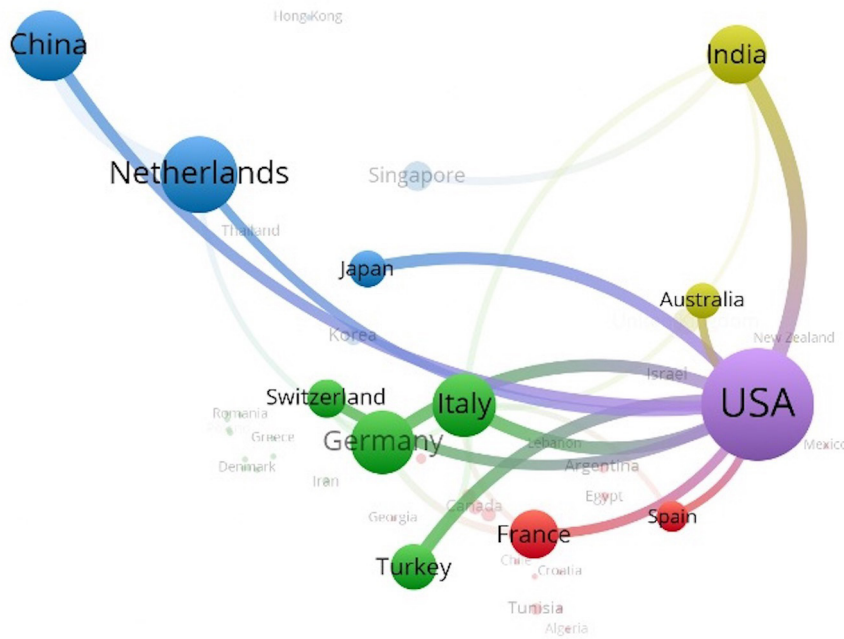 Hong Kong
China
India
Netherlands
Singapore
Thailand
Japan
Australia
Korea
New Zealand
Israel
Switzerland
Italy
USA
Romania
Greece
Germany
Lebanon
Mexico
Denmark
Argentina
Iran
Egypt
Canada
Georgia
Spain
France
Chile
Turkey
Croatia
Tunisia
Algeria